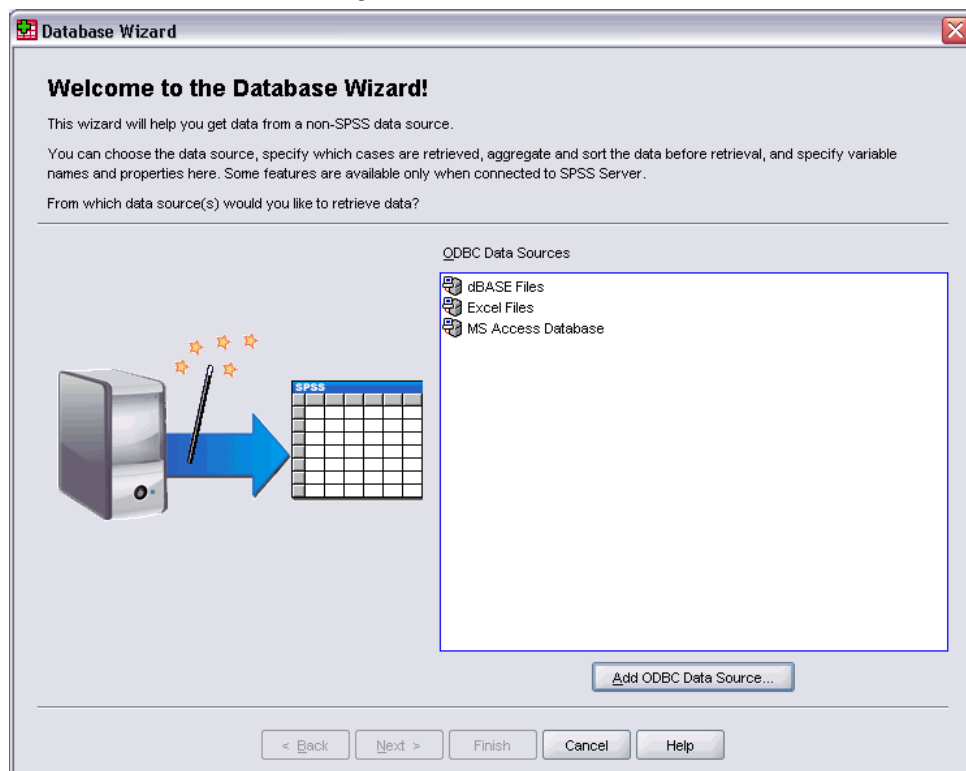 Database Wizard
Welcome to the Database Wizard!
This wizard will help you get data from a non-SPSS data source.
You can choose the data source, specify which cases are retrieved, aggregate and sort the data before retrieval, and specify variable
names and properties here. Some features are available only when connected to SPSS Server.
From which data source(s) would you like to retrieve data?
ODBC Data Sources
dBASE Files
Excel Files
MS Access Database
SPSS
Add ODBC Data Source...
< Back Next > Finish Cancel Help